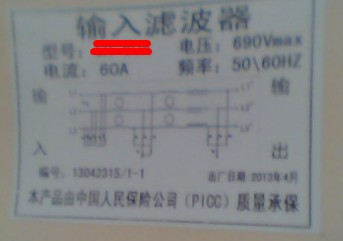 输入滤波器
型号: 电压: 690Vmax
电流: 60A 频率: 50\60HZ
输 输
入 出
编号: 13042315/1-1 出厂日期:2013年4月
本产品由中国人民保险公司 (PICC) 质量承保